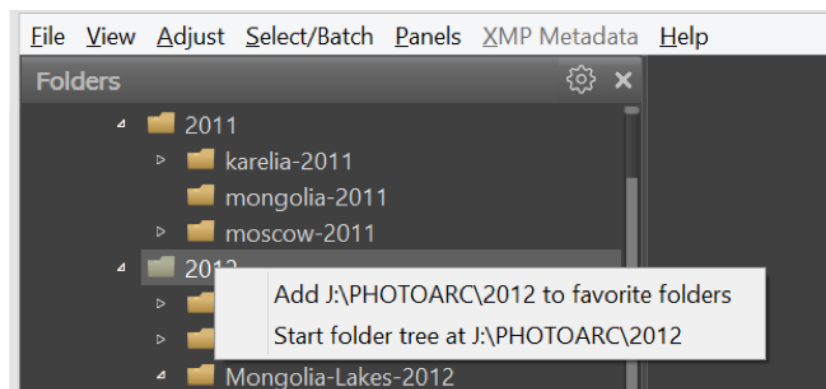 File View Adjust Select/Batch Panels XMP Metadata Help
Folders
2011
karelia-2011
mongolia-2011
moscow-2011
2012
Add J:\PHOTOARC\2012 to favorite folders
Start folder tree at J:\PHOTOARC\2012
Mongolia-Lakes-2012